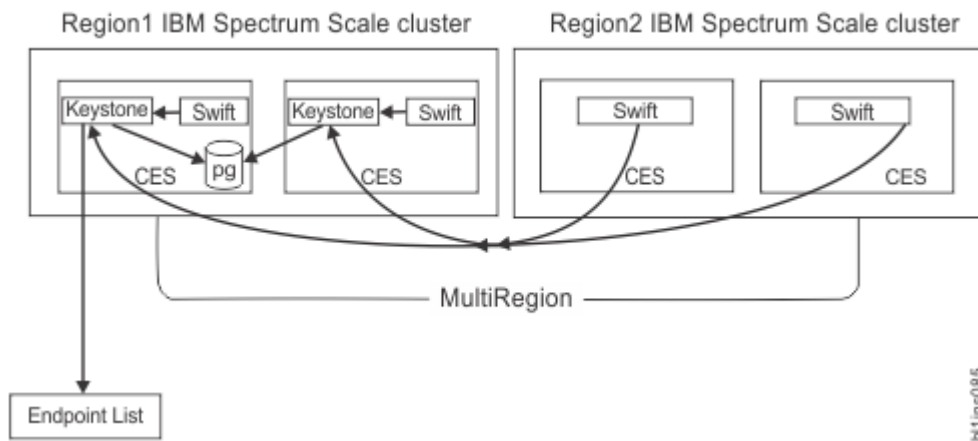 Region1 IBM Spectrum Scale cluster
Region2 IBM Spectrum Scale cluster
Keystone
Swift
Keystone
Swift
Swift
Swift
pg
CES
CES
CES
CES
MultiRegion
Endpoint List